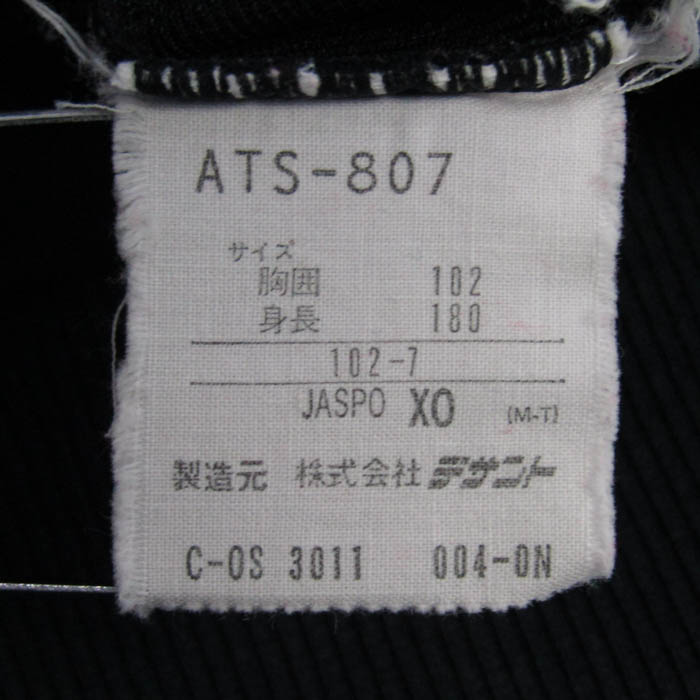 ATS-807
サイズ
胸囲 102
身長 180
102-7
JASPO XO (M-T)
製造元 株式会社 デサント
C-OS 3011 004-0N